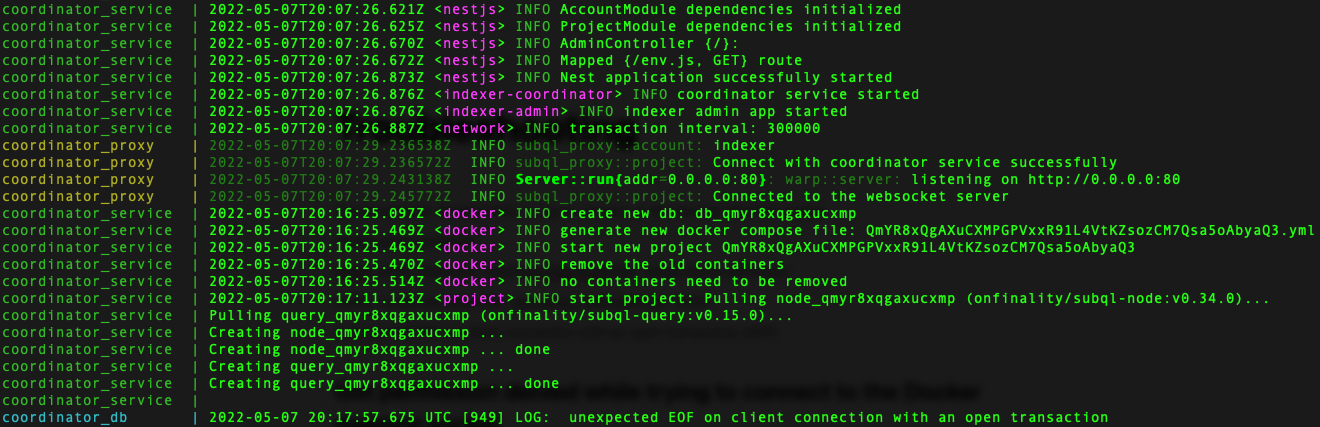 coordinator_service | 2022-05-07T20:07:26.621Z <nestjs> INFO AccountModule dependencies initialized
coordinator_service | 2022-05-07T20:07:26.625Z <nestjs> INFO ProjectModule dependencies initialized
coordinator_service | 2022-05-07T20:07:26.670Z <nestjs> INFO AdminController {/}:
coordinator_service | 2022-05-07T20:07:26.672Z <nestjs> INFO Mapped {/env.js, GET} route
coordinator_service | 2022-05-07T20:07:26.873Z <nestjs> INFO Nest application successfully started
coordinator_service | 2022-05-07T20:07:26.876Z <indexer-coordinator> INFO coordinator service started
coordinator_service | 2022-05-07T20:07:26.876Z <indexer-admin> INFO indexer admin app started
coordinator_service | 2022-05-07T20:07:26.887Z <network> INFO transaction interval: 300000
coordinator_proxy | 2022-05-07T20:07:29.236538Z INFO subql_proxy::account: indexer
coordinator_proxy | 2022-05-07T20:07:29.236572Z INFO subql_proxy::project: Connect with coordinator service successfully
coordinator_proxy | 2022-05-07T20:07:29.243138Z INFO Server::run{addr=0.0.0.0:80}: warp::server: listening on http://0.0.0.0:80
coordinator_proxy | 2022-05-07T20:07:29.245772Z INFO subql_proxy::project: Connected to the websocket server
coordinator_service | 2022-05-07T20:16:25.097Z <docker> INFO create new db: db_qmyr8xqgaxucxmp
coordinator_service | 2022-05-07T20:16:25.469Z <docker> INFO generate new docker compose file: QmYR8xQgAXuCXMPGPVxxR91L4VtKZsozCM7Qsa5oAbyaQ3.yml
coordinator_service | 2022-05-07T20:16:25.469Z <docker> INFO start new project QmYR8xQgAXuCXMPGPVxxR91L4VtKZsozCM7Qsa5oAbyaQ3
coordinator_service | 2022-05-07T20:16:25.470Z <docker> INFO remove the old containers
coordinator_service | 2022-05-07T20:16:25.514Z <docker> INFO no containers need to be removed
coordinator_service | 2022-05-07T20:17:11.123Z <project> INFO start project: Pulling node_qmyr8xqgaxucxmp (onfinality/subql-node:v0.34.0)...
coordinator_service | Pulling query_qmyr8xqgaxucxmp (onfinality/subql-query:v0.15.0)...
coordinator_service | Creating node_qmyr8xqgaxucxmp ...
coordinator_service | Creating node_qmyr8xqgaxucxmp ... done
coordinator_service | Creating query_qmyr8xqgaxucxmp ...
coordinator_service | Creating query_qmyr8xqgaxucxmp ... done
coordinator_service |
while trying to connect to the Docker
coordinator_db | 2022-05-07 20:17:57.675 UTC [949] LOG: unexpected EOF on client connection with an open transaction